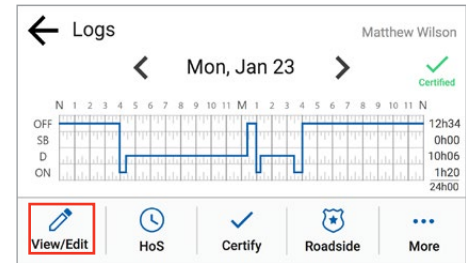 Logs
Matthew Wilson
Mon, Jan 23
Certified
N 1 2 3 4 5 6 7 8 9 10 11 M 1 2 3 4 5 6 7 8 9 10 11 N
OFF 12h34
SB 0h00
D 10h06
ON 1h20
24h00
View/Edit HoS Certify Roadside More